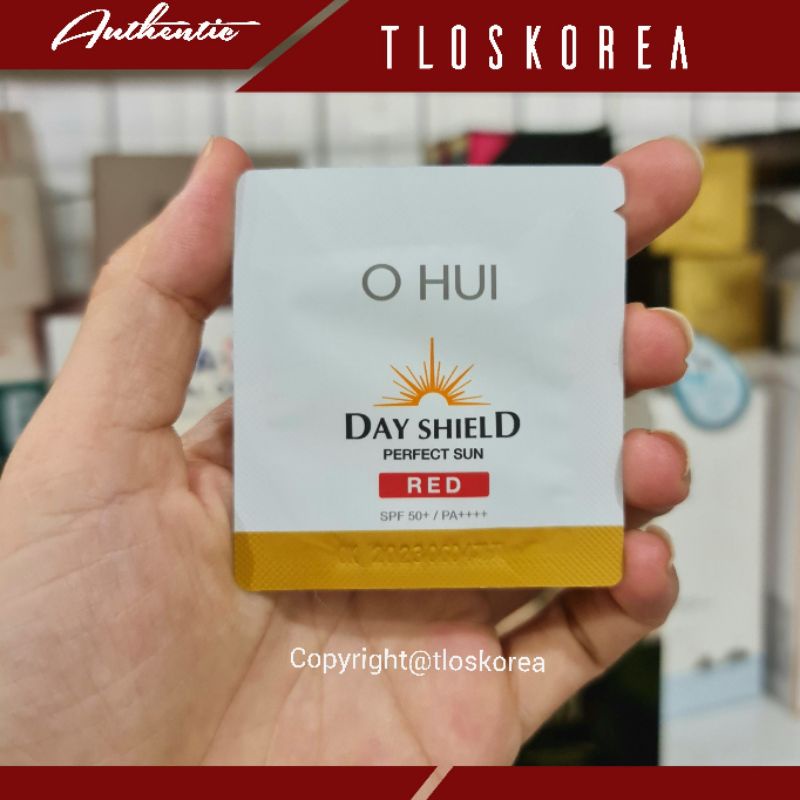 Authentic
TLOSKOREA
O HUI
DAY SHIELD
PERFECT SUN
RED
SPF 50+ / PA++++
Copyright@tloskorea